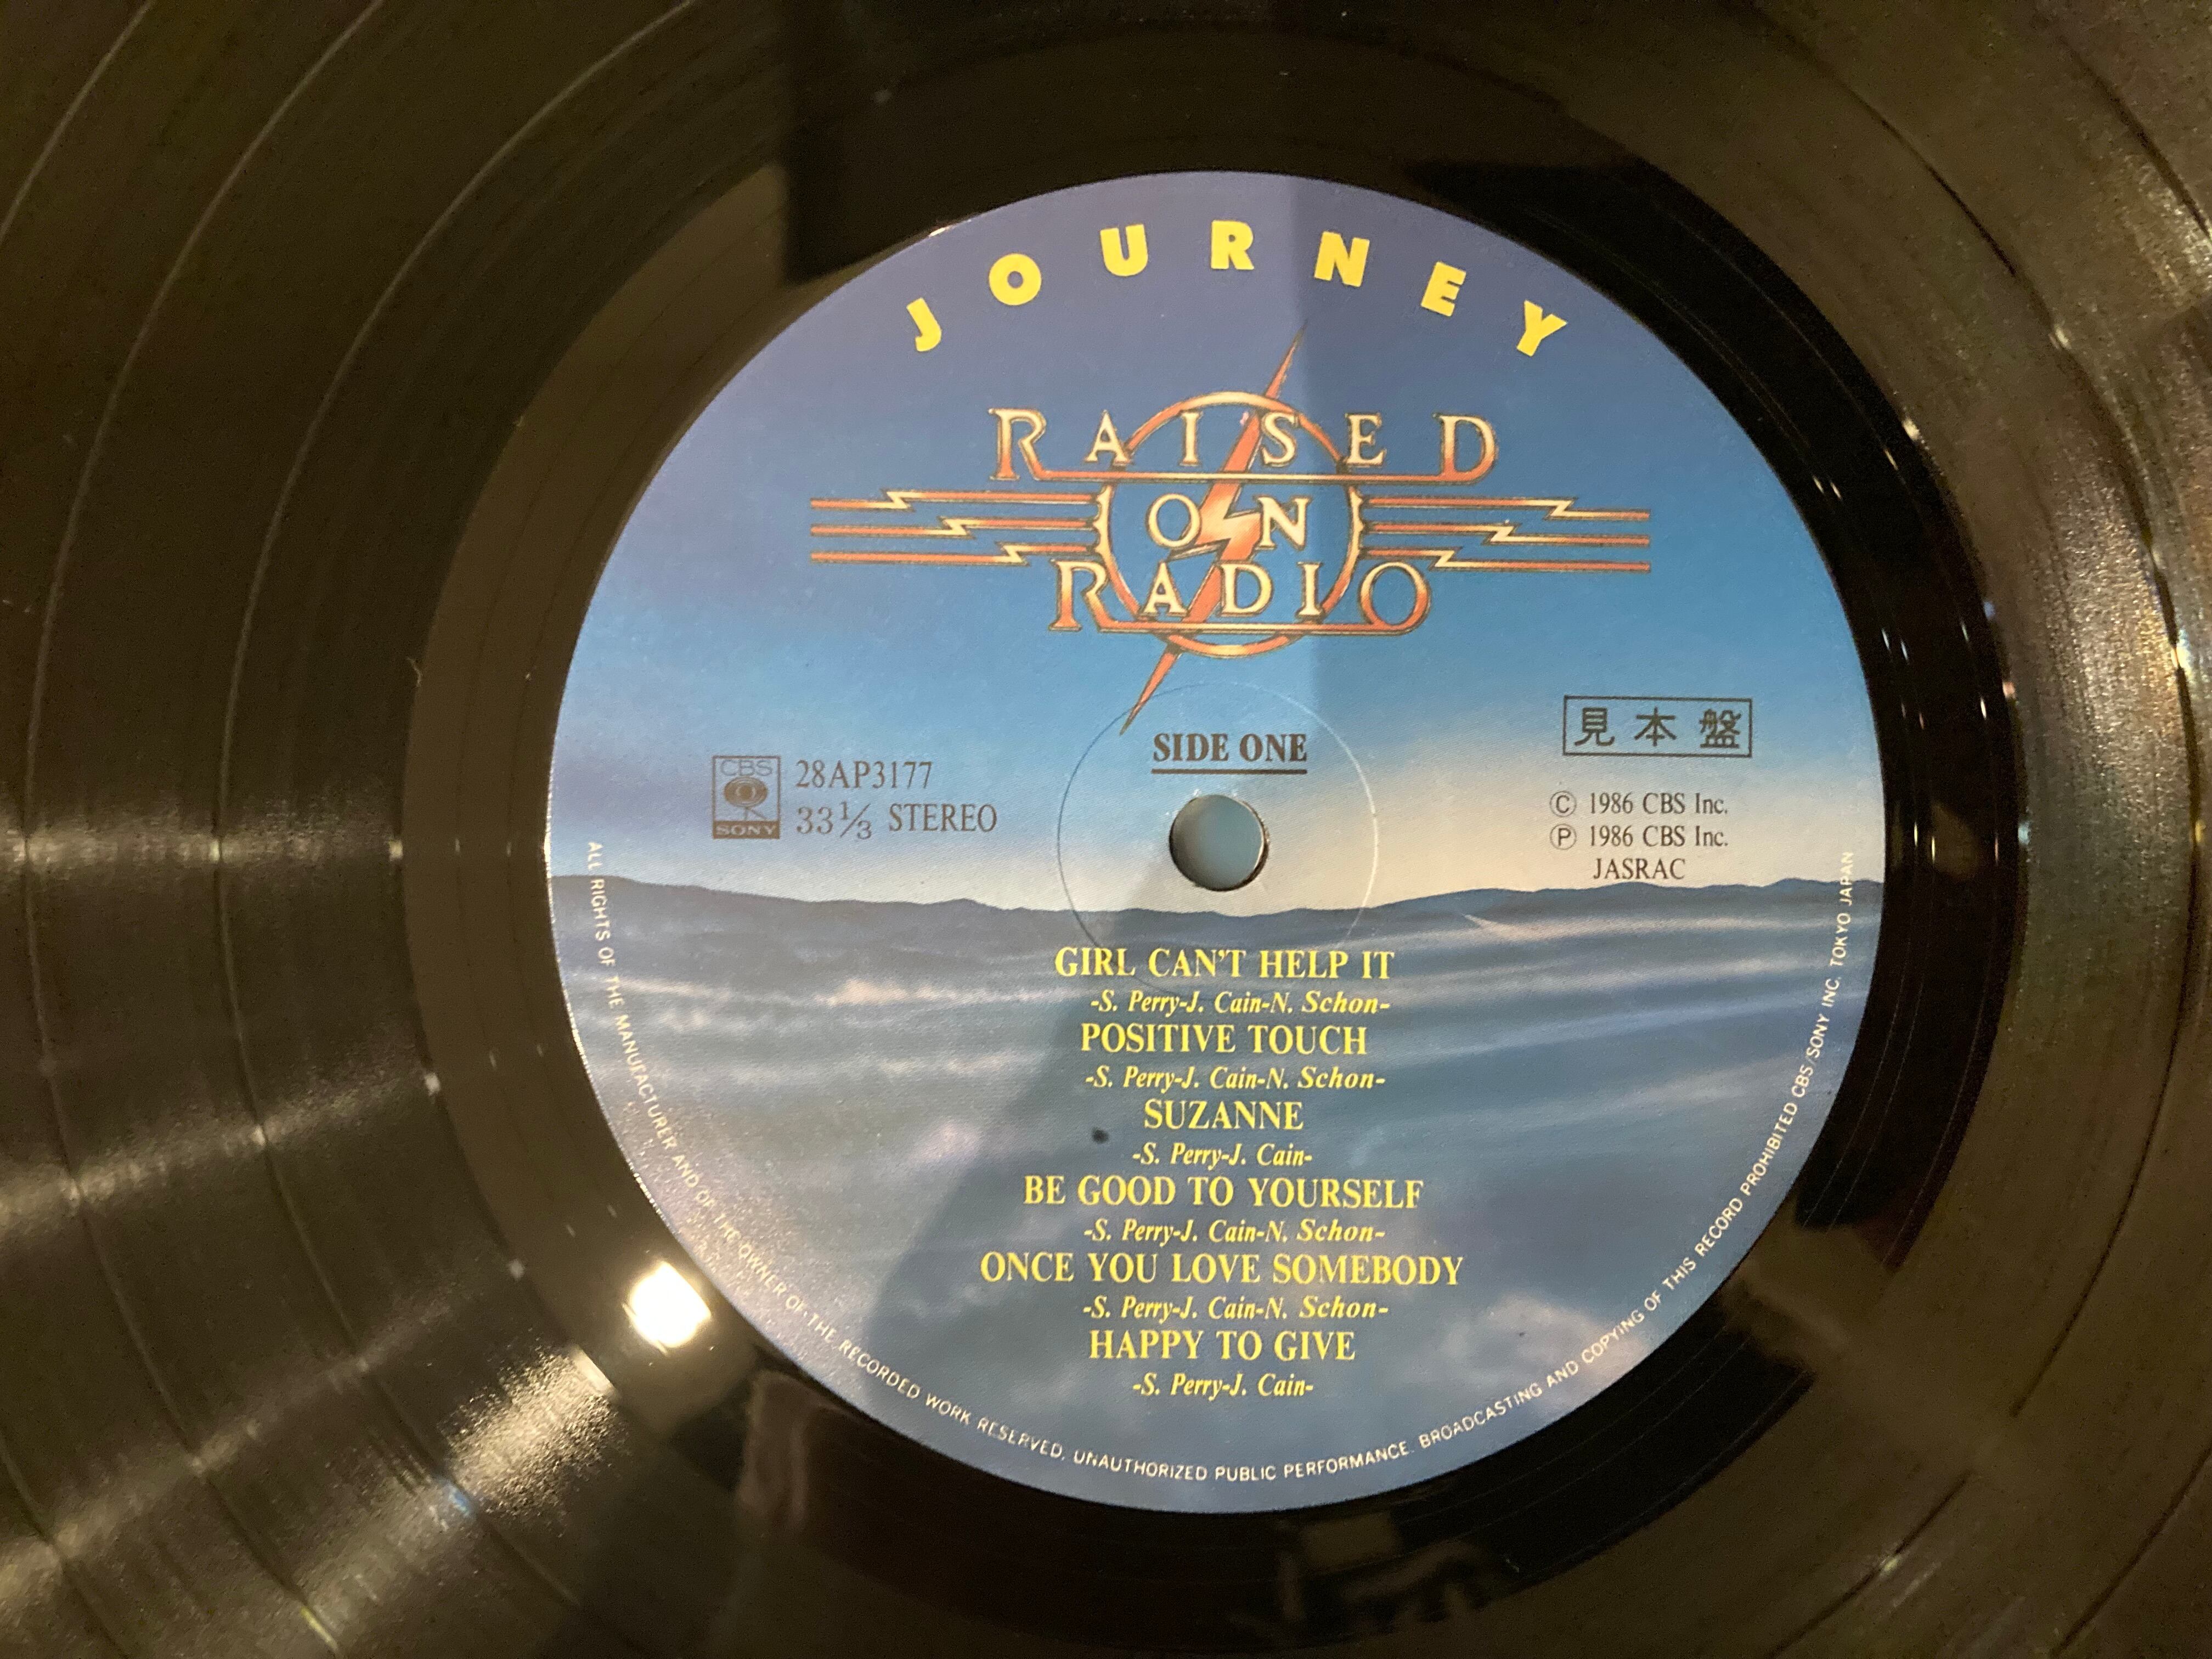 JOURNEY
RAISED
ON
RADIO
SIDE ONE
見本盤
CBS
SONY
28AP3177
33⅓ STEREO
Ⓒ 1986 CBS Inc.
Ⓟ 1986 CBS Inc.
JASRAC
GIRL CAN'T HELP IT
-S. Perry-J. Cain-N. Schon-
POSITIVE TOUCH
-S. Perry-J. Cain-N. Schon-
SUZANNE
-S. Perry-J. Cain-
BE GOOD TO YOURSELF
-S. Perry-J. Cain-N. Schon-
ONCE YOU LOVE SOMEBODY
-S. Perry-J. Cain-N. Schon-
HAPPY TO GIVE
-S. Perry-J. Cain-
ALL RIGHTS OF THE MANUFACTURER AND OF THE OWNER OF THE RECORDED WORK RESERVED, UNAUTHORIZED PUBLIC PERFORMANCE. BROADCASTING AND COPYING OF THIS RECORD PROHIBITED CBS/SONY INC. TOKYO JAPAN